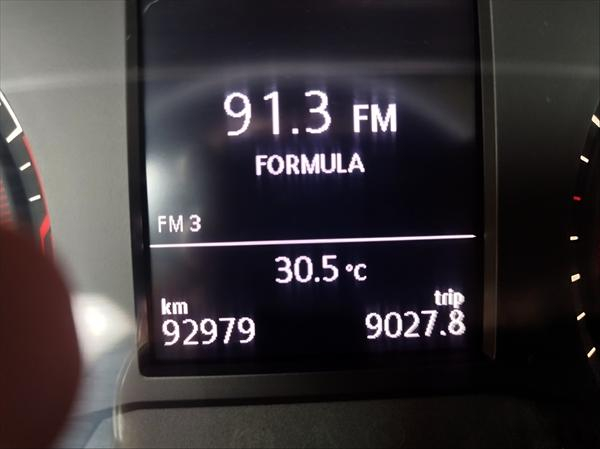 91.3 FM
FORMULA
FM 3
30.5 °C
km trip
92979 9027.8